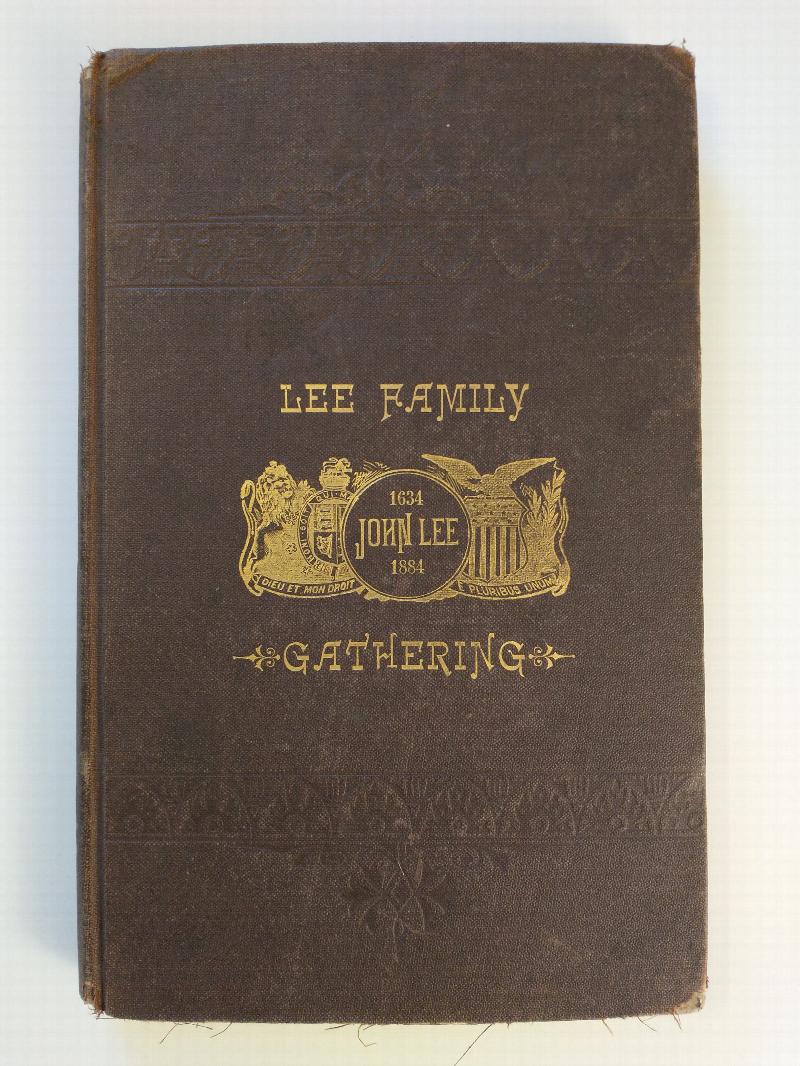 LEE FAMILY
1634
JOHN LEE
1884
DIEU ET MON DROIT
E PLURIBUS UNUM
GATHERING